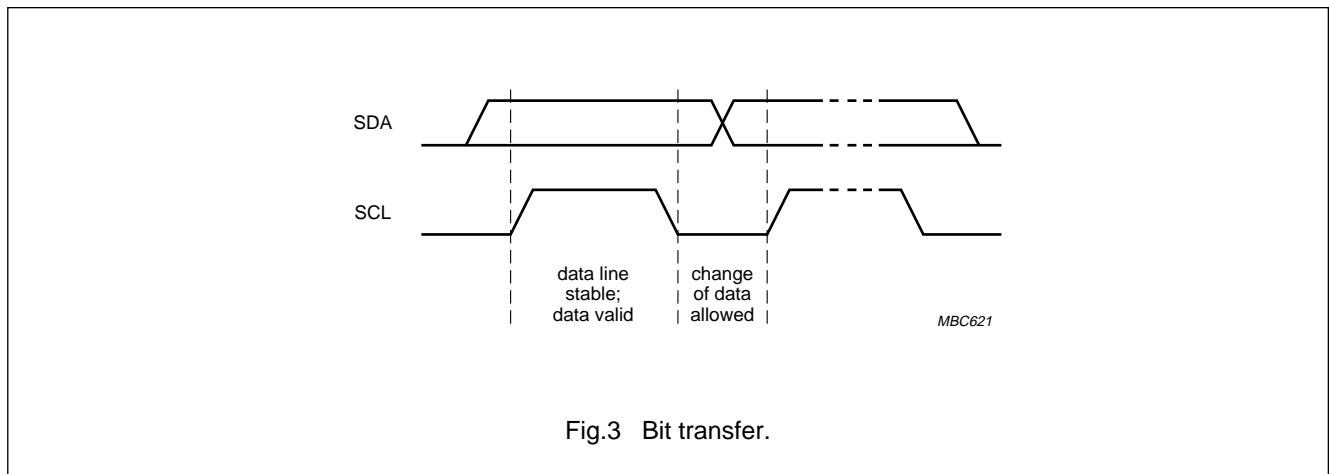 SDA
SCL
data line
stable;
data valid
change
of data
allowed
MBC621
Fig.3 Bit transfer.